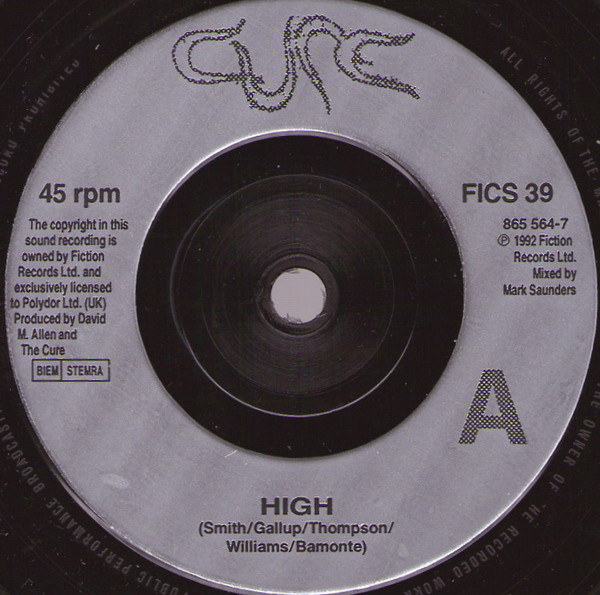 CURE
45 rpm
The copyright in this
sound recording is
owned by Fiction
Records Ltd. and
exclusively licensed
to Polydor Ltd. (UK)
Produced by David
M. Allen and
The Cure
BIEM STEMRA
FICS 39
865 564-7
℗ 1992 Fiction
Records Ltd.
Mixed by
Mark Saunders
A
HIGH
(Smith/Gallup/Thompson/
Williams/Bamonte)
ALL RIGHTS OF THE
THE OWNER OF THE RECORDED WORK
PUBLIC PERFORMANCE BROADCASTI